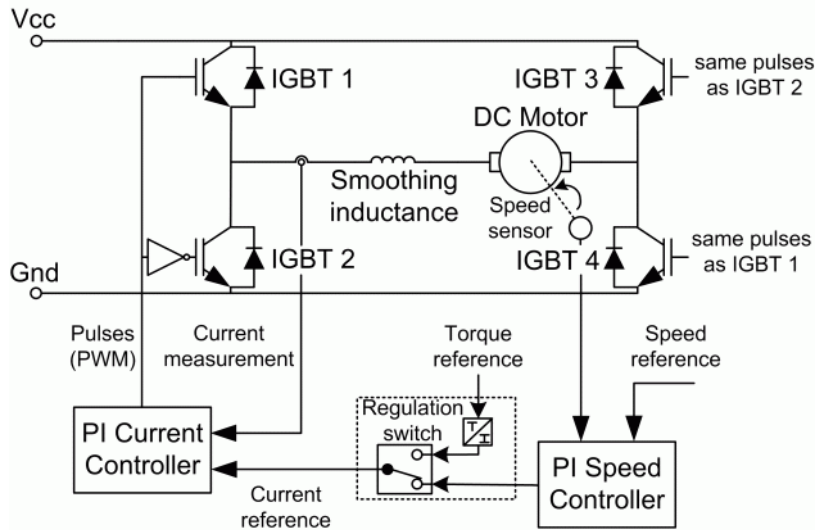 Vcc
IGBT 1
IGBT 3
same pulses
as IGBT 2
DC Motor
Smoothing
inductance
Speed
sensor
IGBT 2
IGBT 4
same pulses
as IGBT 1
Gnd
Pulses
(PWM)
Current
measurement
Torque
reference
Speed
reference
Regulation
switch
T
I
PI Current
Controller
Current
reference
PI Speed
Controller